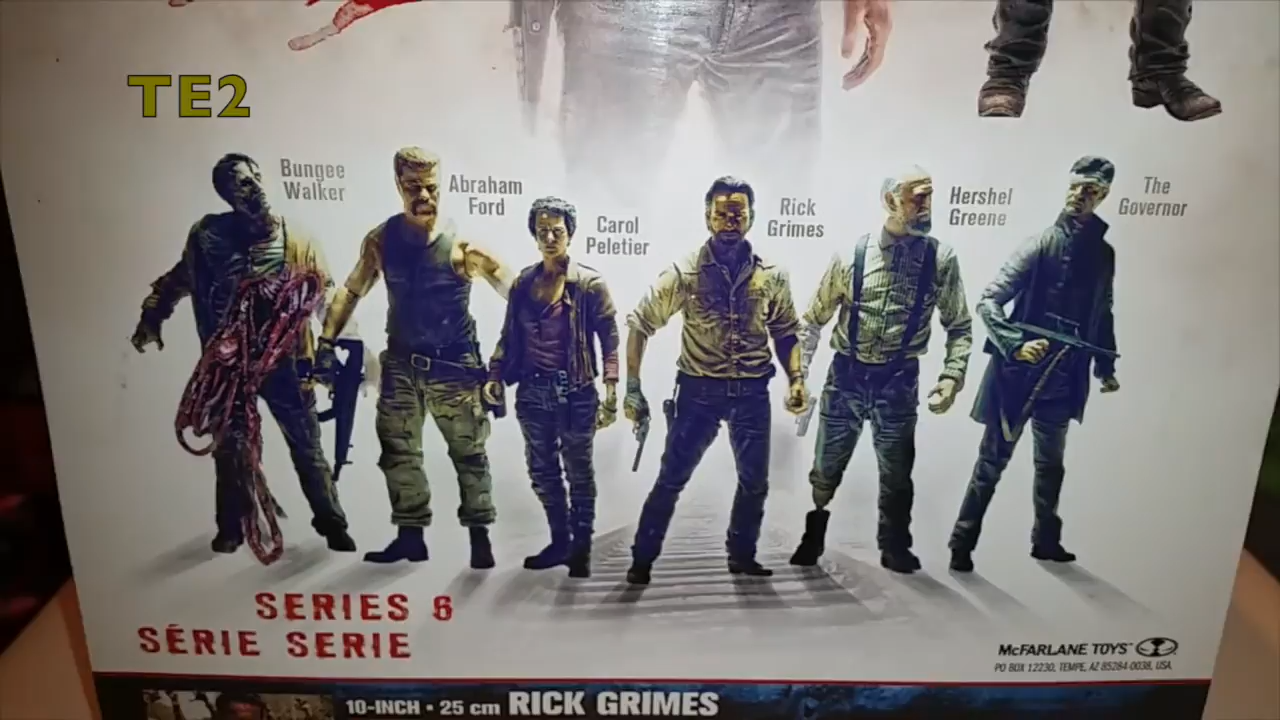 TE2
Bungee
Walker
Abraham
Ford
Carol
Peletier
Rick
Grimes
Hershel
Greene
The
Governor
SERIES 6
SÉRIE SERIE
McFARLANE TOYS™
PO BOX 12230, TEMPE, AZ 85284-0038, USA
10-INCH • 25 cm RICK GRIMES